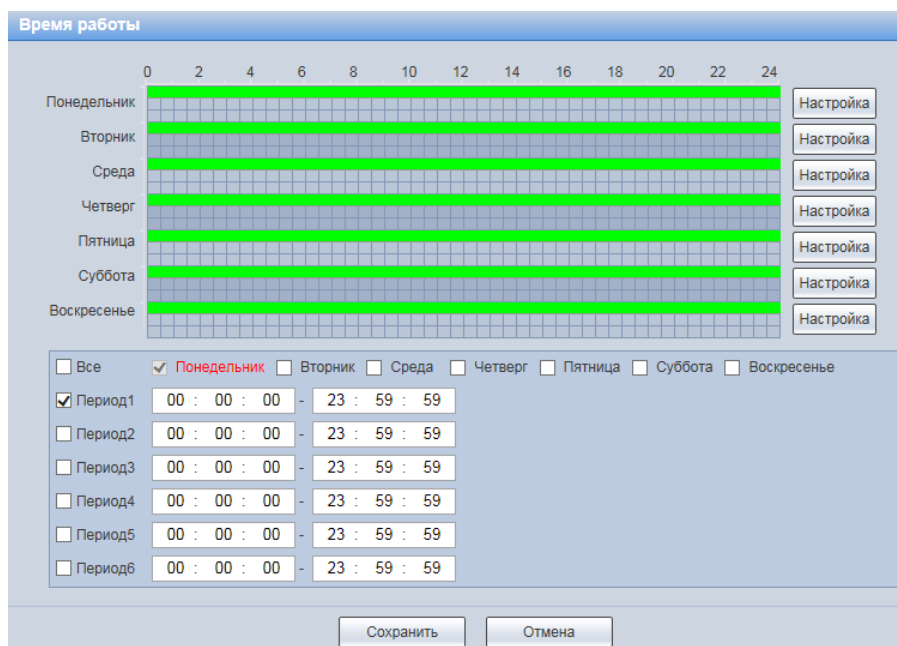 Время работы
0 2 4 6 8 10 12 14 16 18 20 22 24
Понедельник Настройка
Вторник Настройка
Среда Настройка
Четверг Настройка
Пятница Настройка
Суббота Настройка
Воскресенье Настройка
Все Понедельник Вторник Среда Четверг Пятница Суббота Воскресенье
Период1 00 : 00 : 00 - 23 : 59 : 59
Период2 00 : 00 : 00 - 23 : 59 : 59
Период3 00 : 00 : 00 - 23 : 59 : 59
Период4 00 : 00 : 00 - 23 : 59 : 59
Период5 00 : 00 : 00 - 23 : 59 : 59
Период6 00 : 00 : 00 - 23 : 59 : 59
Сохранить Отмена